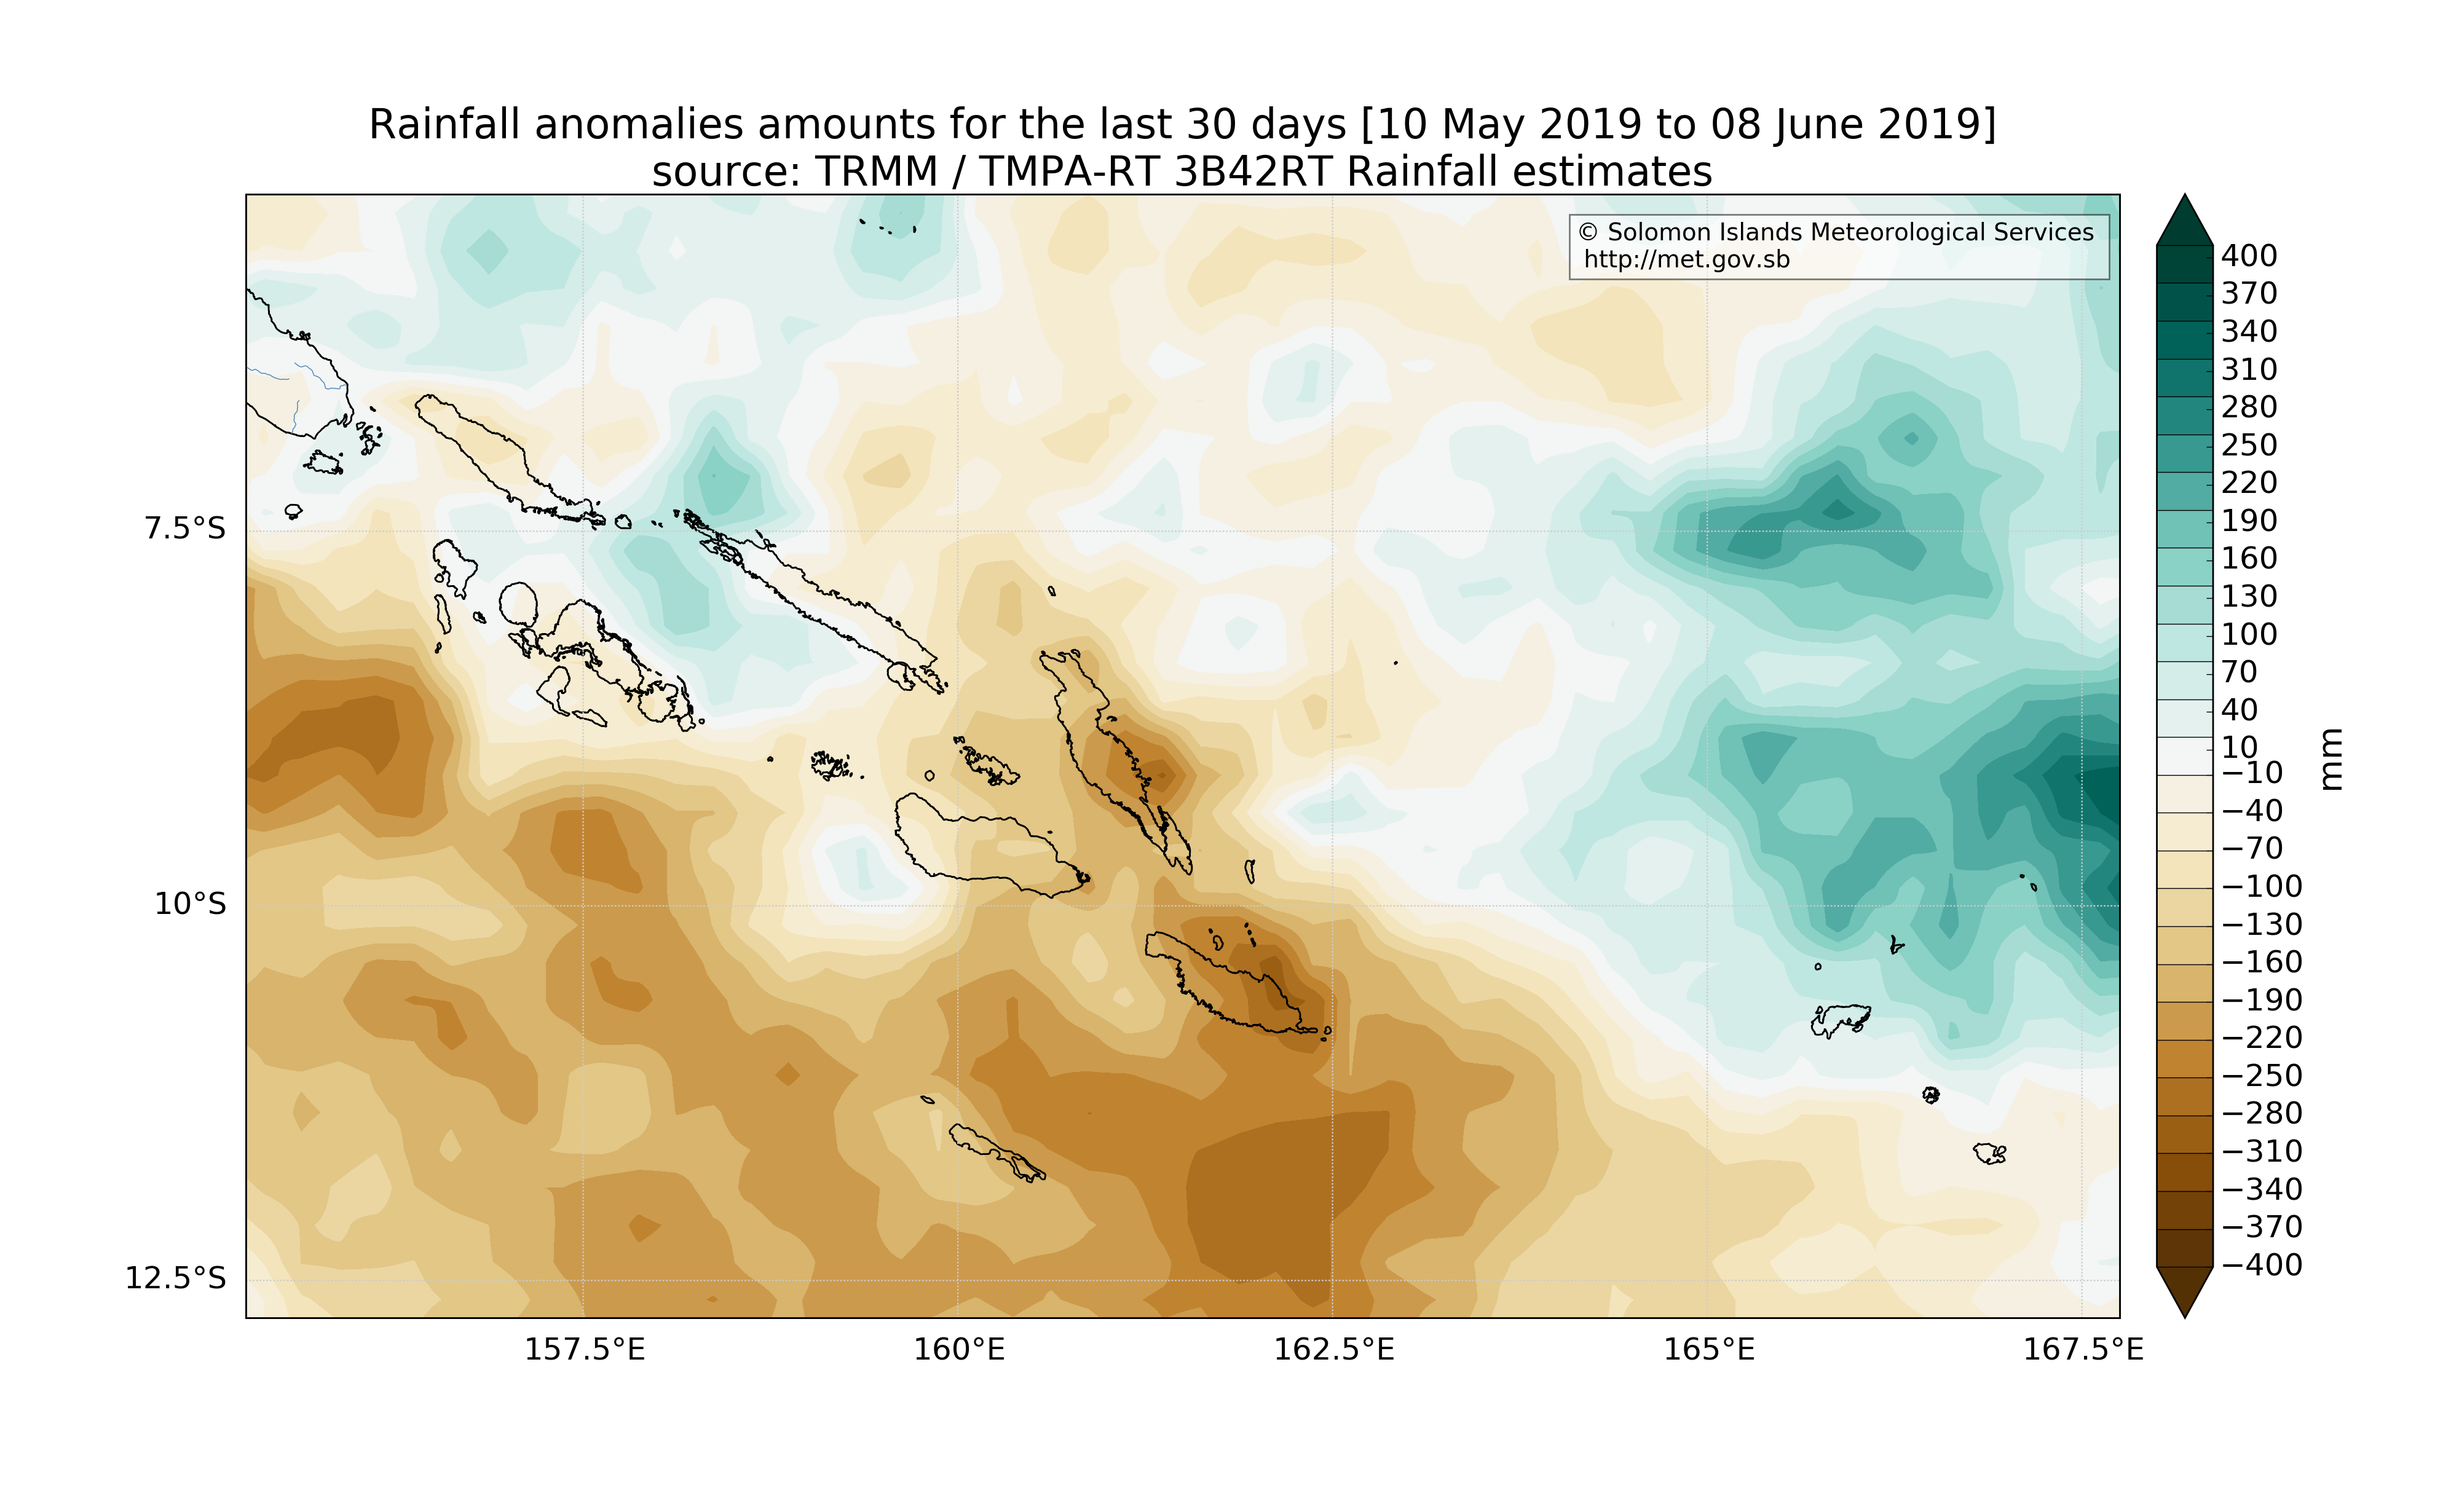 Rainfall anomalies amounts for the last 30 days [10 May 2019 to 08 June 2019]
source: TRMM / TMPA-RT 3B42RT Rainfall estimates
© Solomon Islands Meteorological Services
http://met.gov.sb
7.5°S
10°S
12.5°S
157.5°E
160°E
162.5°E
165°E
167.5°E
400
370
340
310
280
250
220
190
160
130
100
70
40
10
−10
−40
−70
−100
−130
−160
−190
−220
−250
−280
−310
−340
−370
−400
mm